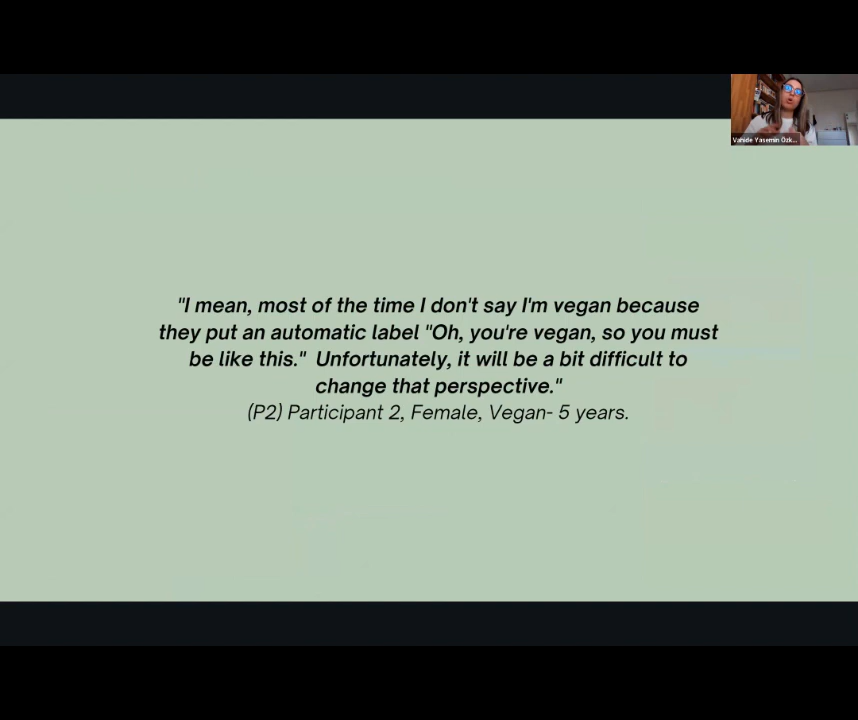 Vahide Yasemin Özk...
"I mean, most of the time I don't say I'm vegan because
they put an automatic label "Oh, you're vegan, so you must
be like this."  Unfortunately, it will be a bit difficult to
change that perspective."
(P2) Participant 2, Female, Vegan- 5 years.